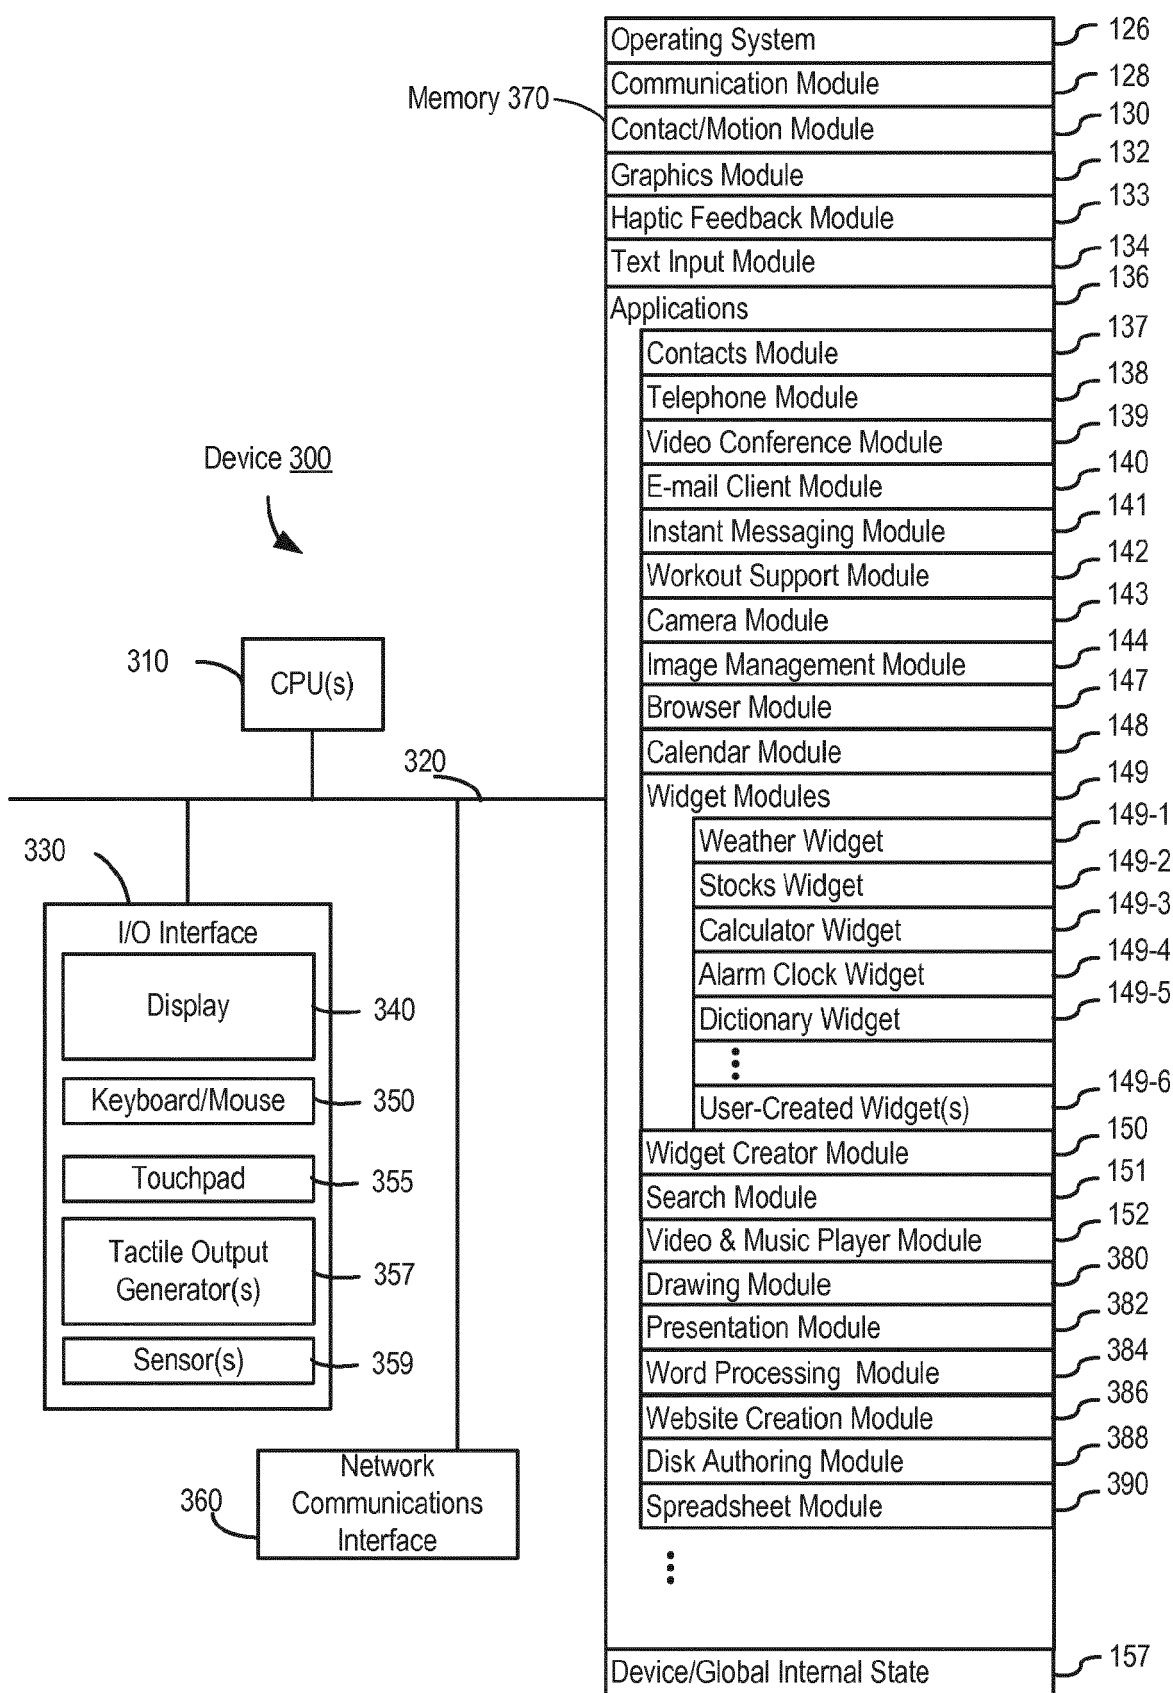 Operating System 126
Communication Module 128
Memory 370
Contact/Motion Module 130
Graphics Module 132
Haptic Feedback Module 133
Text Input Module 134
Applications 136
Contacts Module 137
Telephone Module 138
Video Conference Module 139
E-mail Client Module 140
Instant Messaging Module 141
Workout Support Module 142
Camera Module 143
Image Management Module 144
Browser Module 147
Calendar Module 148
Widget Modules 149
Weather Widget 149-1
Stocks Widget 149-2
Calculator Widget 149-3
Alarm Clock Widget 149-4
Dictionary Widget 149-5
User-Created Widget(s) 149-6
Widget Creator Module 150
Search Module 151
Video & Music Player Module 152
Drawing Module 380
Presentation Module 382
Word Processing Module 384
Website Creation Module 386
Disk Authoring Module 388
Spreadsheet Module 390
Device/Global Internal State 157
Device 300
310
CPU(s)
320
330
I/O Interface
Display 340
Keyboard/Mouse 350
Touchpad 355
Tactile Output
Generator(s) 357
Sensor(s) 359
360
Network
Communications
Interface